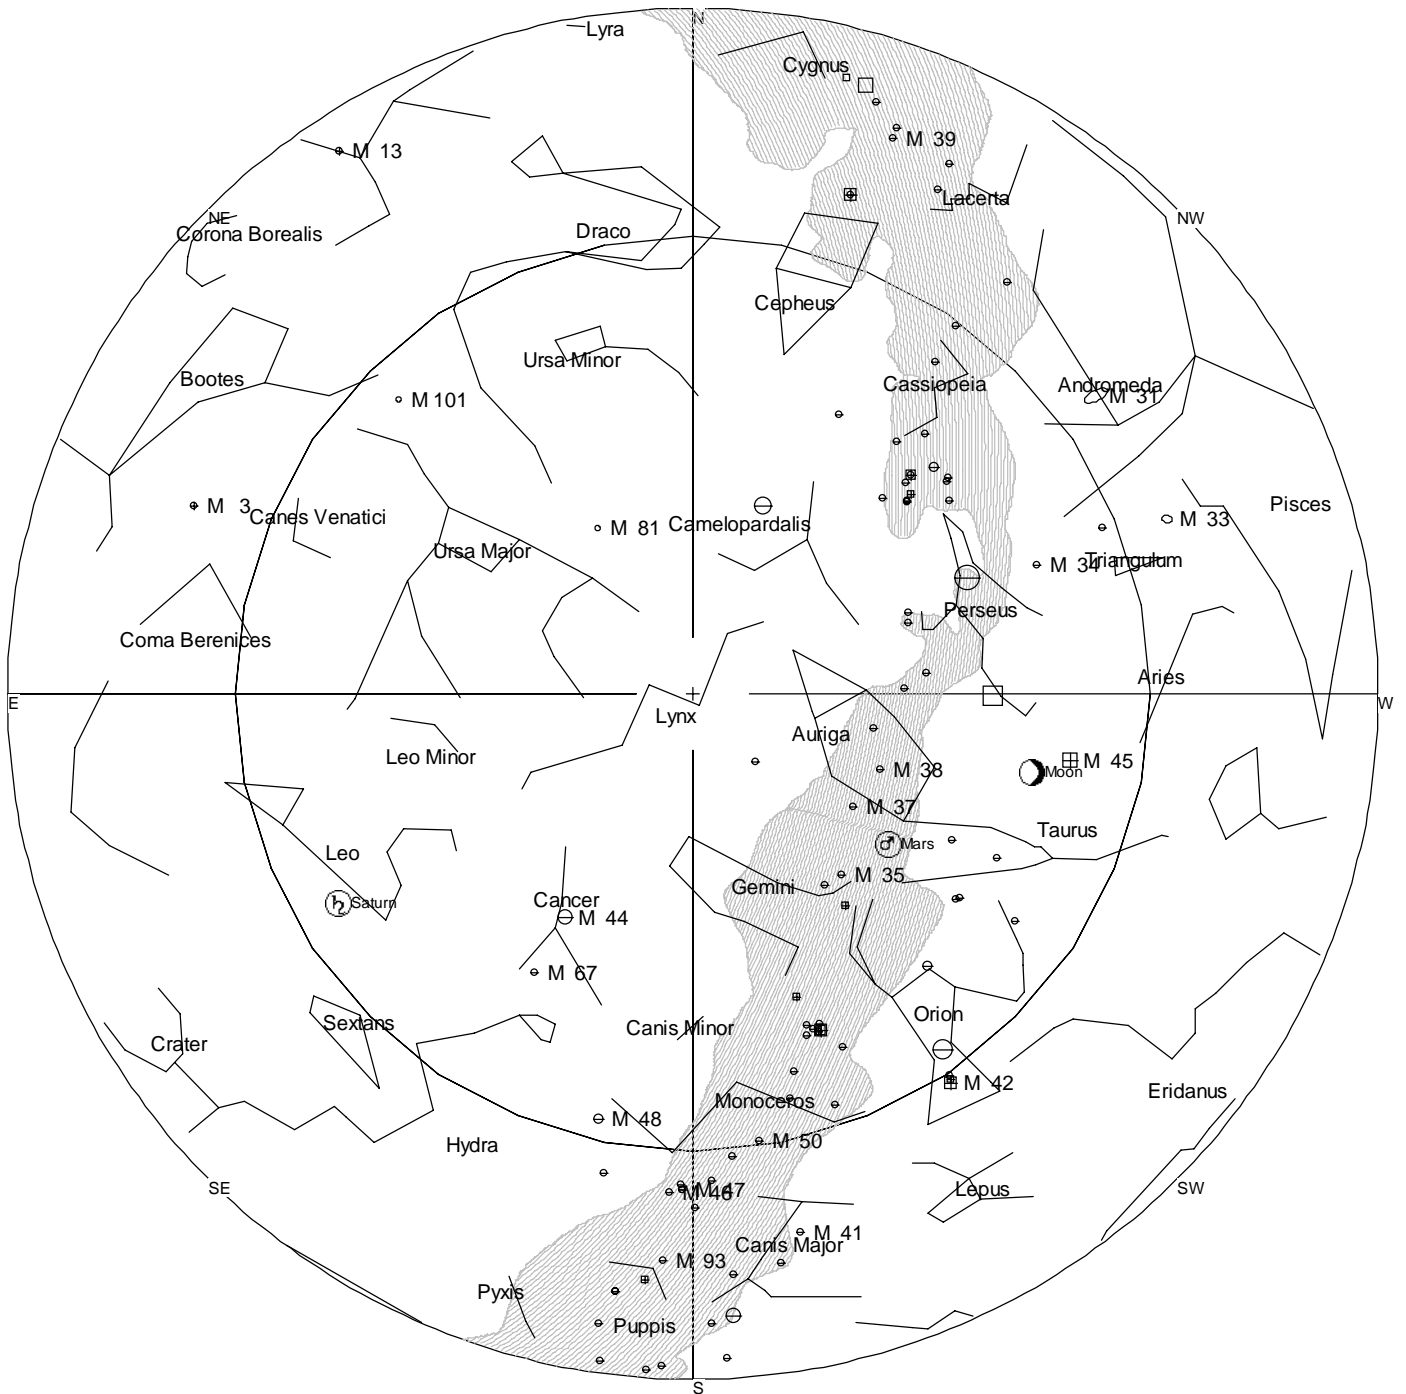 N
Lyra
Cygnus
M 39
M 13
Lacerta
NE
NW
Corona Borealis
Draco
Cepheus
Ursa Minor
Bootes
Cassiopeia
Andromeda
M 31
M 101
M 3
Canes Venatici
M 81
Camelopardalis
Pisces
M 33
Ursa Major
M 34
Triangulum
Perseus
Coma Berenices
Aries
E
W
Lynx
Auriga
Leo Minor
M 38
Moon
M 45
M 37
Taurus
Mars
Leo
M 35
Gemini
Saturn
Cancer
M 44
M 67
Sextans
Canis Minor
Orion
Crater
M 42
Eridanus
Monoceros
M 48
Hydra
M 50
SE
M 46
M 47
Lepus
SW
M 41
Canis Major
M 93
Pyxis
Puppis
S